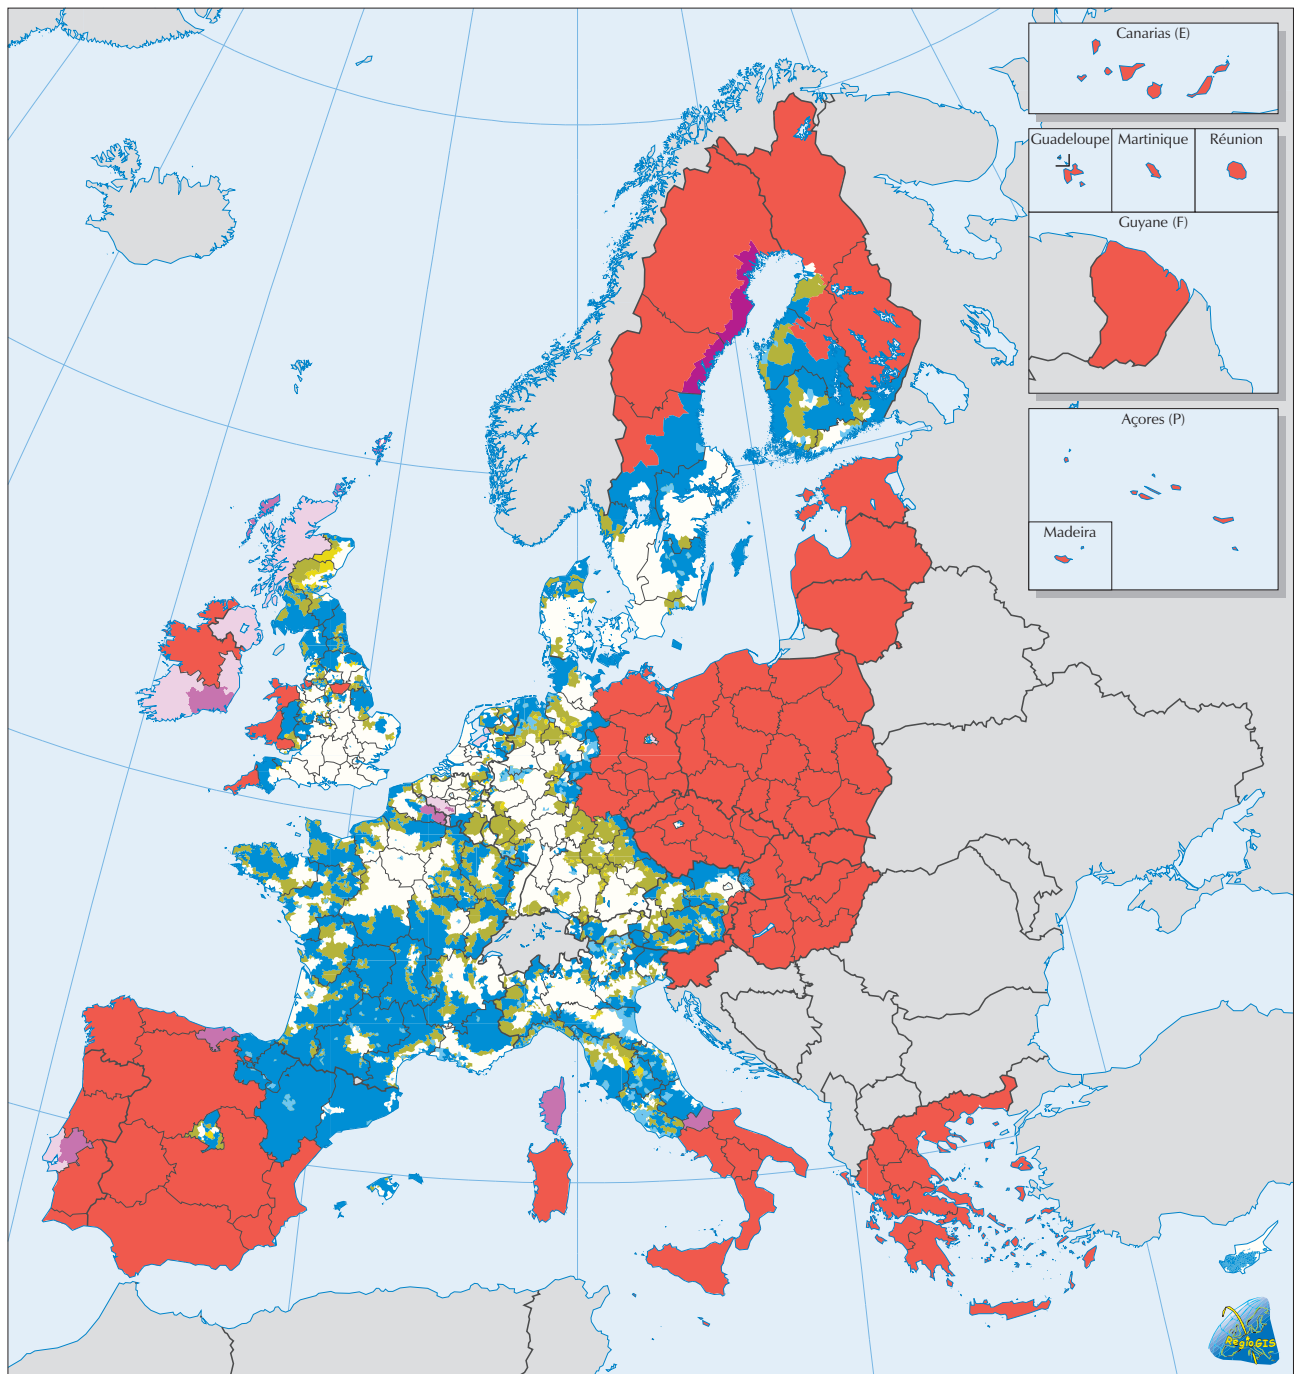 Canarias (E)
Guadeloupe
Martinique
Réunion
Guyane (F)
Açores (P)
Madeira
RegioGIS